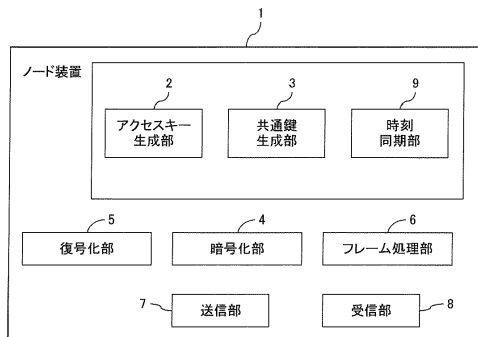 1
ノード装置
2
3
9
アクセスキー
生成部
共通鍵
生成部
時刻
同期部
5
4
6
復号化部
暗号化部
フレーム処理部
7
送信部
受信部
8